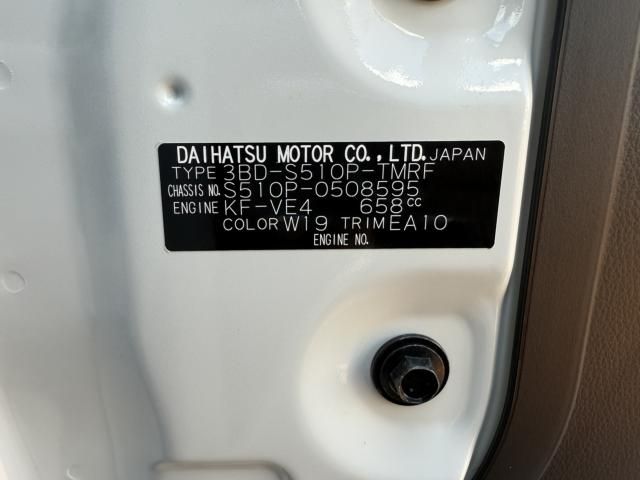 DAIHATSU MOTOR CO., LTD. JAPAN
TYPE 3BD-S510P-TMRF
CHASSIS NO. S510P-0508595
ENGINE KF-VE4 658cc
COLOR W19 TRIM EA10
ENGINE NO.